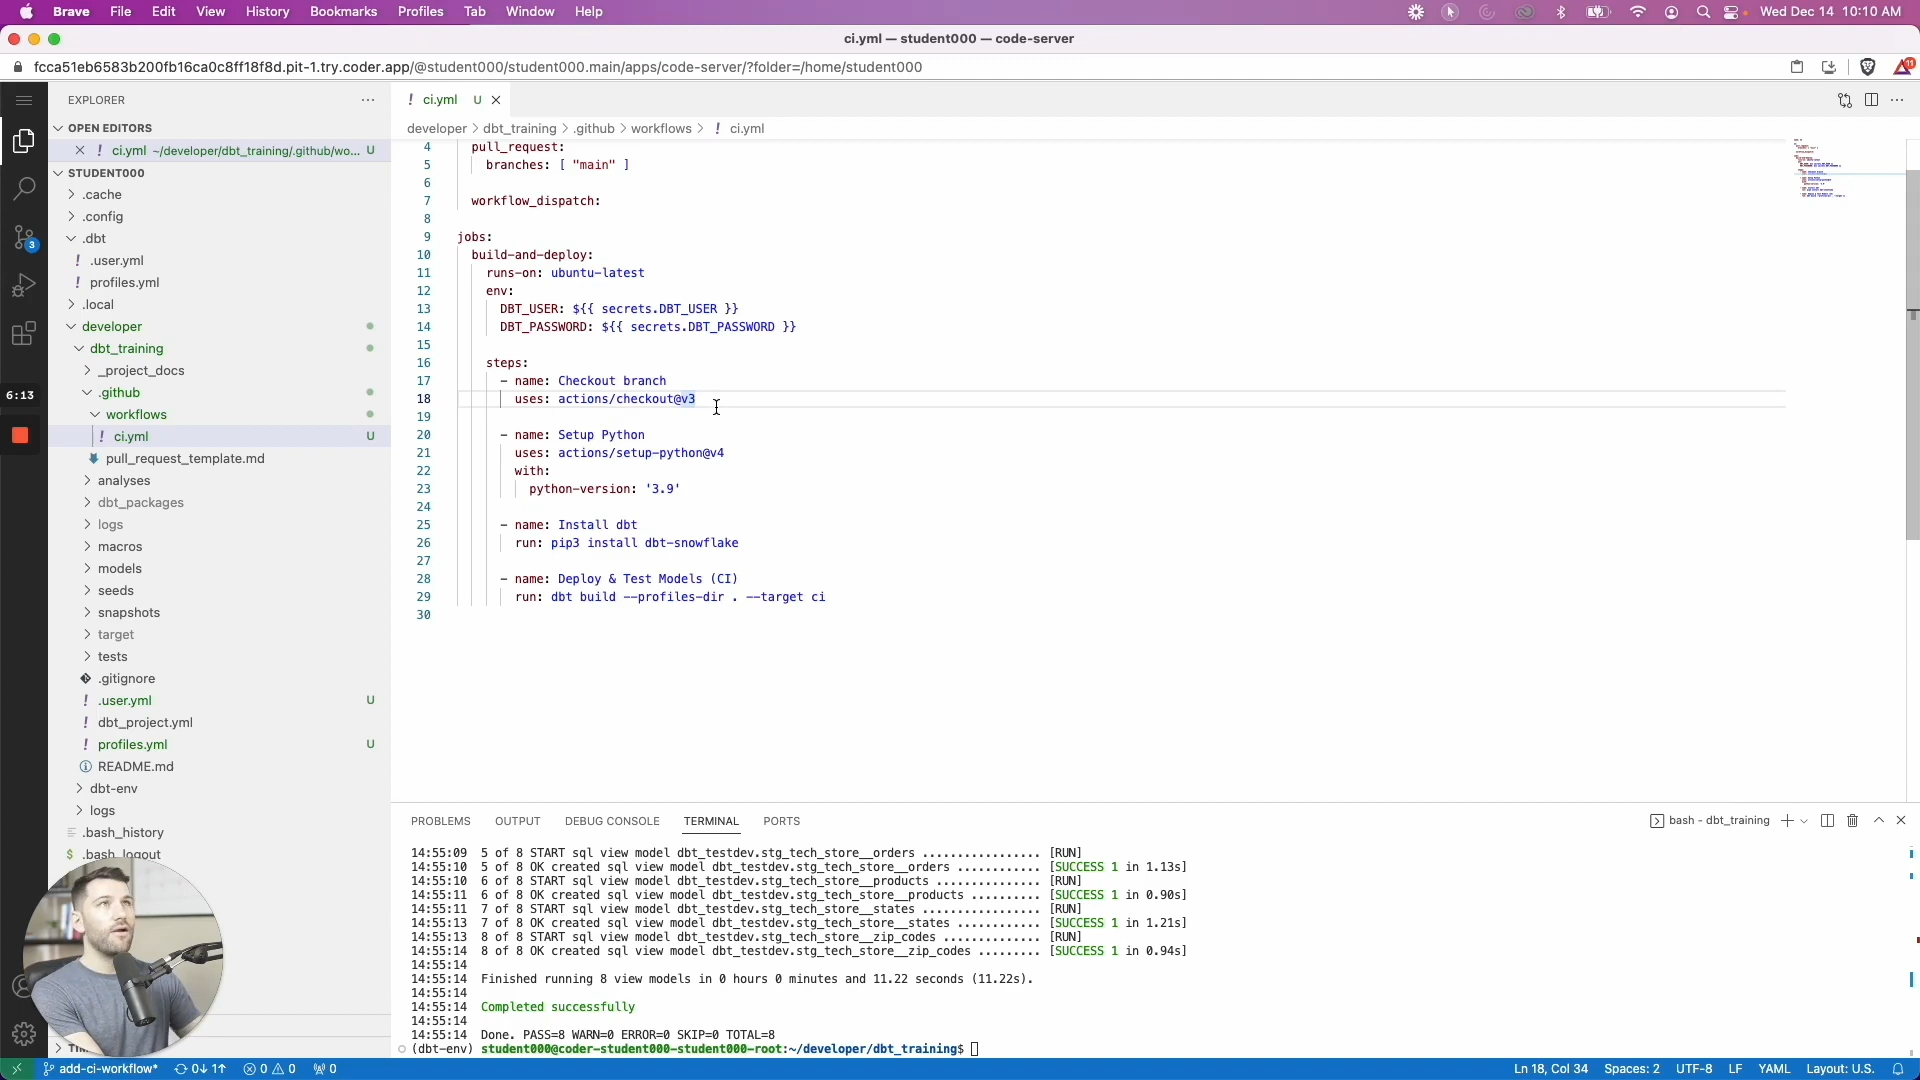 Brave File Edit View History Bookmarks Profiles Tab Window Help Wed Dec 14 10:10 AM
ci.yml — student000 — code-server
fcca51eb6583b200fb16ca0c8ff18f8d.pit-1.try.coder.app/@student000/student000.main/apps/code-server/?folder=/home/student000
11
EXPLORER
OPEN EDITORS
ci.yml ~/developer/dbt_training/.github/wo... U
STUDENT000
.cache
.config
.dbt
.user.yml
profiles.yml
.local
developer
dbt_training
_project_docs
.github
workflows
ci.yml U
pull_request_template.md
analyses
dbt_packages
logs
macros
models
seeds
snapshots
target
tests
.gitignore
.user.yml U
dbt_project.yml
profiles.yml U
README.md
dbt-env
logs
.bash_history
.bash_logout
3
6:13
ci.yml U
developer > dbt_training > .github > workflows > ci.yml
4 pull_request:
5 branches: [ "main" ]
6
7 workflow_dispatch:
8
9 jobs:
10 build-and-deploy:
11 runs-on: ubuntu-latest
12 env:
13 DBT_USER: ${{ secrets.DBT_USER }}
14 DBT_PASSWORD: ${{ secrets.DBT_PASSWORD }}
15
16 steps:
17 - name: Checkout branch
18 uses: actions/checkout@v3
19
20 - name: Setup Python
21 uses: actions/setup-python@v4
22 with:
23 python-version: '3.9'
24
25 - name: Install dbt
26 run: pip3 install dbt-snowflake
27
28 - name: Deploy & Test Models (CI)
29 run: dbt build --profiles-dir . --target ci
30
PROBLEMS OUTPUT DEBUG CONSOLE TERMINAL PORTS bash - dbt_training
14:55:09 5 of 8 START sql view model dbt_testdev.stg_tech_store__orders ................. [RUN]
14:55:10 5 of 8 OK created sql view model dbt_testdev.stg_tech_store__orders ............ [SUCCESS 1 in 1.13s]
14:55:10 6 of 8 START sql view model dbt_testdev.stg_tech_store__products ............... [RUN]
14:55:11 6 of 8 OK created sql view model dbt_testdev.stg_tech_store__products .......... [SUCCESS 1 in 0.90s]
14:55:11 7 of 8 START sql view model dbt_testdev.stg_tech_store__states ................. [RUN]
14:55:13 7 of 8 OK created sql view model dbt_testdev.stg_tech_store__states ............ [SUCCESS 1 in 1.21s]
14:55:13 8 of 8 START sql view model dbt_testdev.stg_tech_store__zip_codes .............. [RUN]
14:55:14 8 of 8 OK created sql view model dbt_testdev.stg_tech_store__zip_codes ......... [SUCCESS 1 in 0.94s]
14:55:14
14:55:14 Finished running 8 view models in 0 hours 0 minutes and 11.22 seconds (11.22s).
14:55:14
14:55:14 Completed successfully
14:55:14
14:55:14 Done. PASS=8 WARN=0 ERROR=0 SKIP=0 TOTAL=8
(dbt-env) student000@coder-student000-student000-root:~/developer/dbt_training$
add-ci-workflow* 0↓ 1↑ 0 0 0 Ln 18, Col 34 Spaces: 2 UTF-8 LF YAML Layout: U.S.